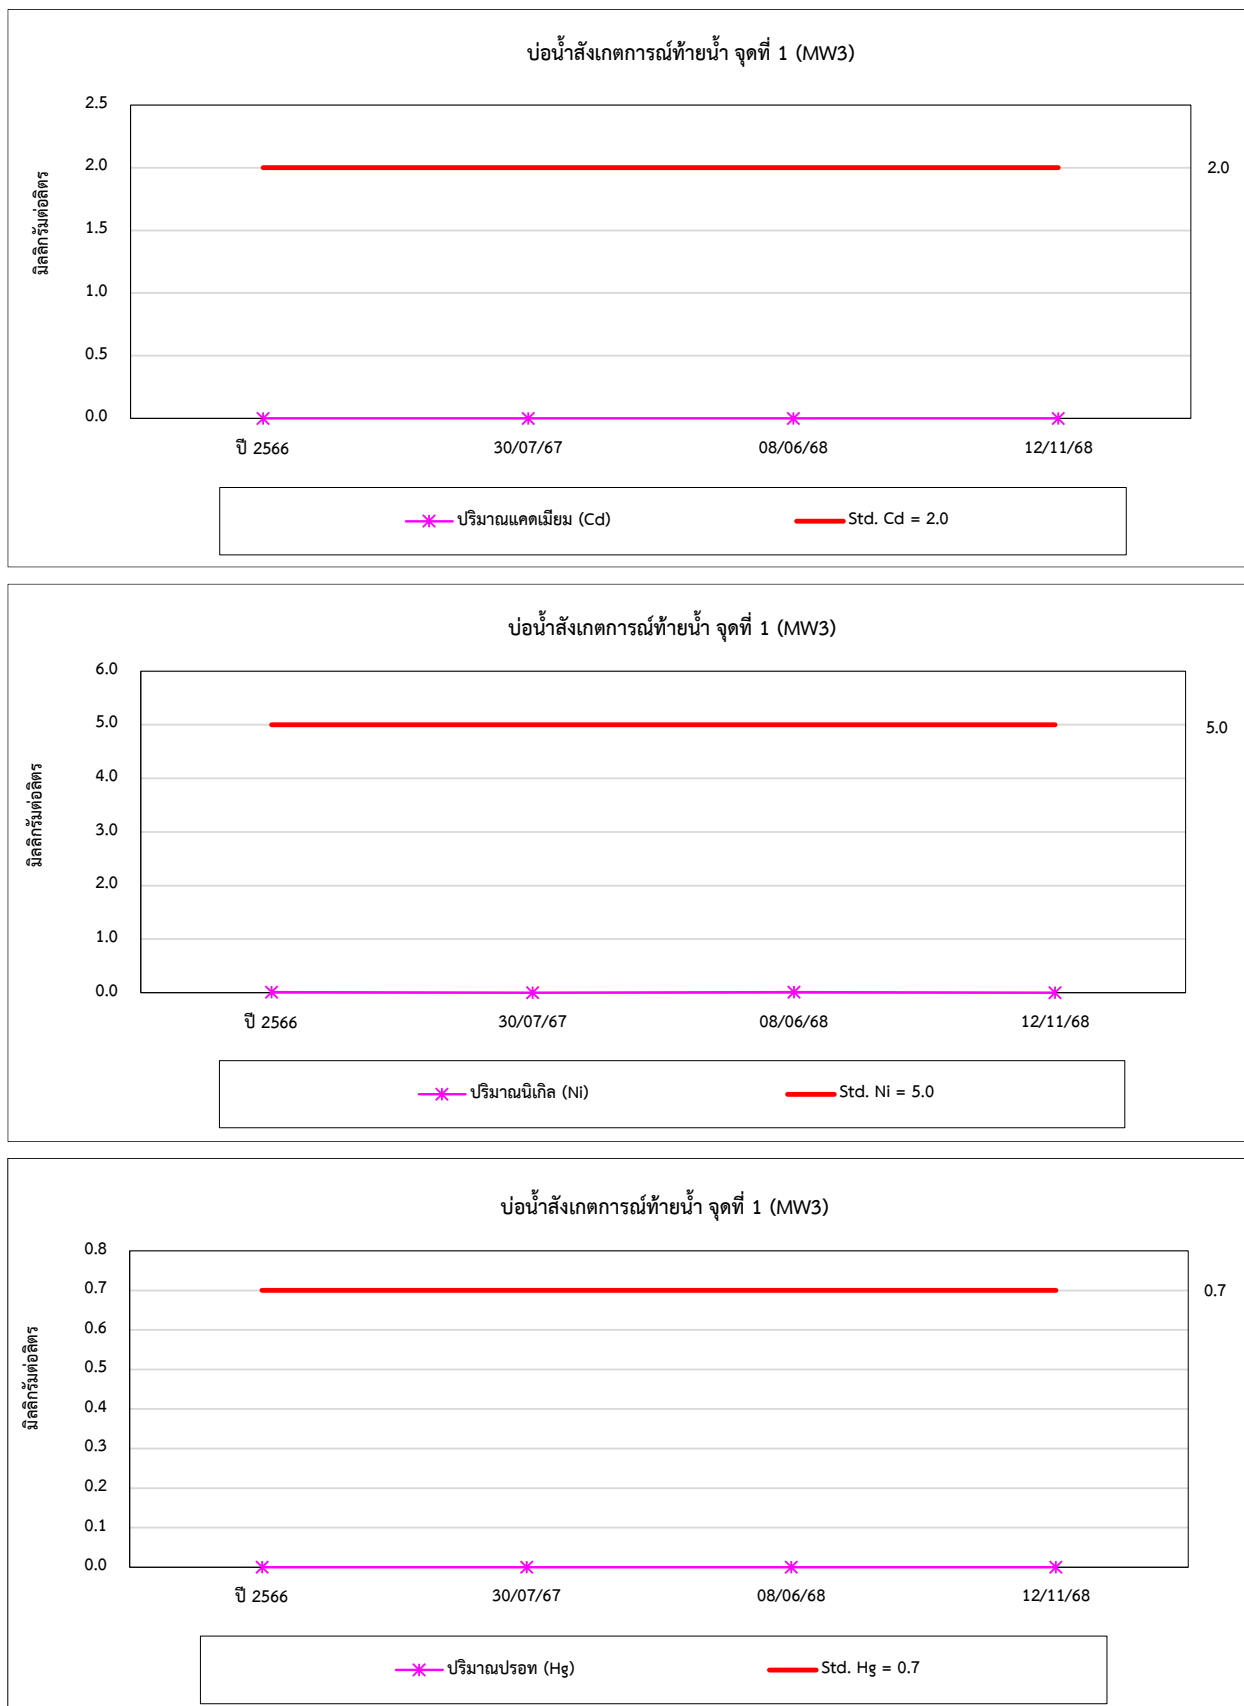 บ่อน้ำสังเกตการณ์ท้ายน้ำ จุดที่ 1 (MW3)
มิลลิกรัมต่อลิตร
2.5
2.0
1.5
1.0
0.5
0.0
2.0
ปี 2566 30/07/67 08/06/68 12/11/68
ปริมาณแคดเมียม (Cd) Std. Cd = 2.0
บ่อน้ำสังเกตการณ์ท้ายน้ำ จุดที่ 1 (MW3)
มิลลิกรัมต่อลิตร
6.0
5.0
4.0
3.0
2.0
1.0
0.0
5.0
ปี 2566 30/07/67 08/06/68 12/11/68
ปริมาณนิเกิล (Ni) Std. Ni = 5.0
บ่อน้ำสังเกตการณ์ท้ายน้ำ จุดที่ 1 (MW3)
มิลลิกรัมต่อลิตร
0.8
0.7
0.6
0.5
0.4
0.3
0.2
0.1
0.0
0.7
ปี 2566 30/07/67 08/06/68 12/11/68
ปริมาณปรอท (Hg) Std. Hg = 0.7